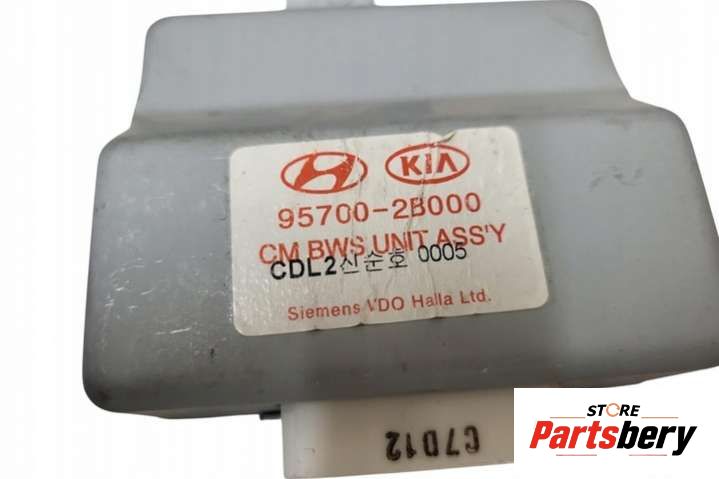 KIA
95700-2B000
CM BWS UNIT ASS'Y
CDL2신순호 0005
Siemens VDO Halla Ltd.
C7D12
STORE
Partsbery